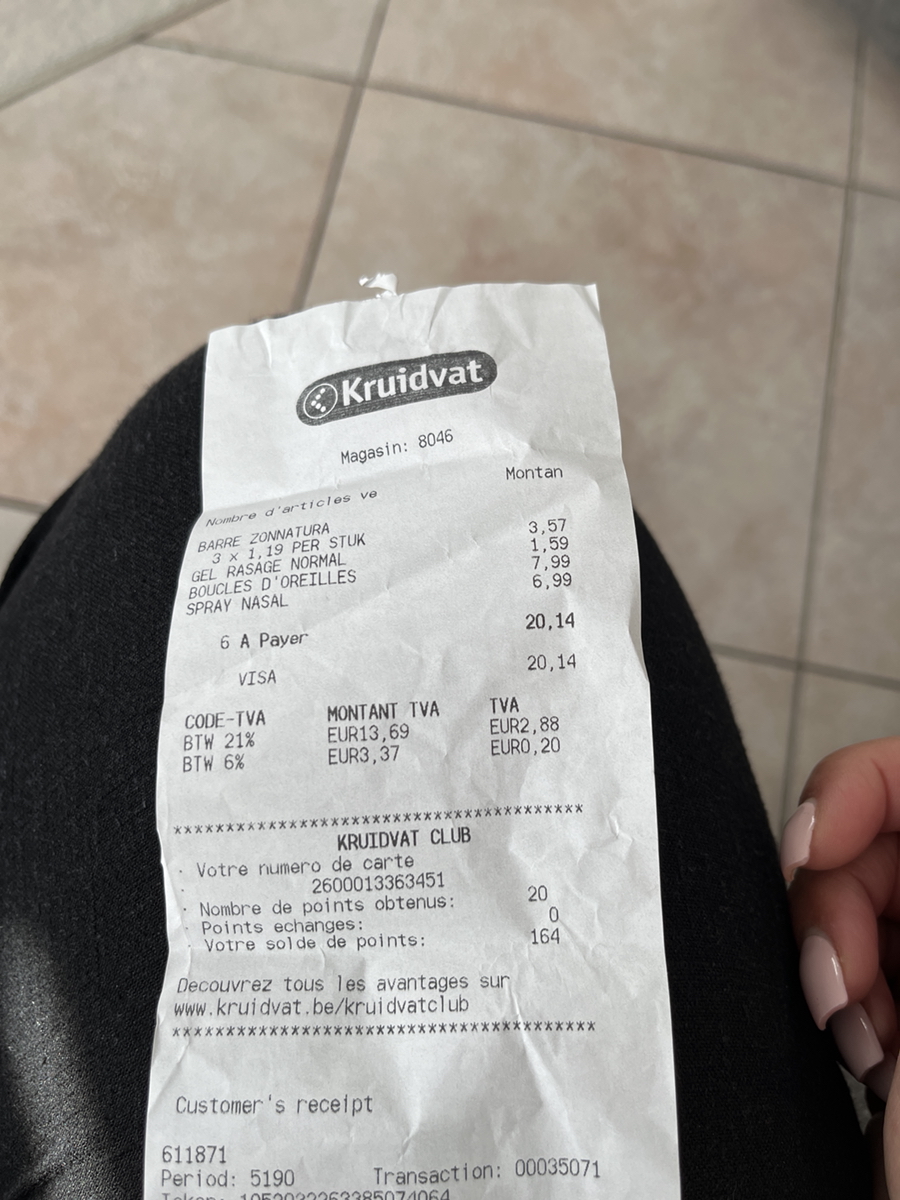 Kruidvat
Magasin: 8046
Montan
Nombre d'articles ve
BARRE ZONNATURA 3,57
3 x 1,19 PER STUK
GEL RASAGE NORMAL 1,59
BOUCLES D'OREILLES 7,99
SPRAY NASAL 6,99
6 A Payer 20,14
VISA 20,14
CODE-TVA MONTANT TVA TVA
BTW 21% EUR13,69 EUR2,88
BTW 6% EUR3,37 EUR0,20
****************************************
KRUIDVAT CLUB
· Votre numero de carte
· 2600013363451
· Nombre de points obtenus: 20
· Points echanges: 0
· Votre solde de points: 164
Decouvrez tous les avantages sur
www.kruidvat.be/kruidvatclub
****************************************
Customer's receipt
611871
Period: 5190 Transaction: 00035071